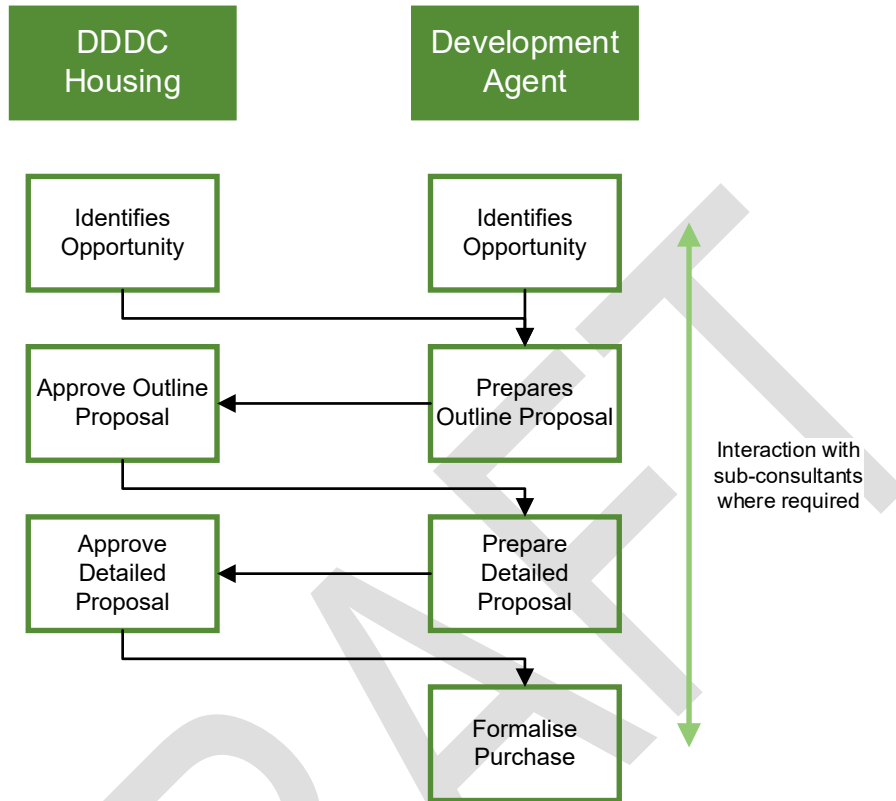 DDDC
Housing
Development
Agent
Identifies
Opportunity
Identifies
Opportunity
Approve Outline
Proposal
Prepares
Outline Proposal
Interaction with
sub-consultants
where required
Approve
Detailed
Proposal
Prepare
Detailed
Proposal
Formalise
Purchase
DRAFT